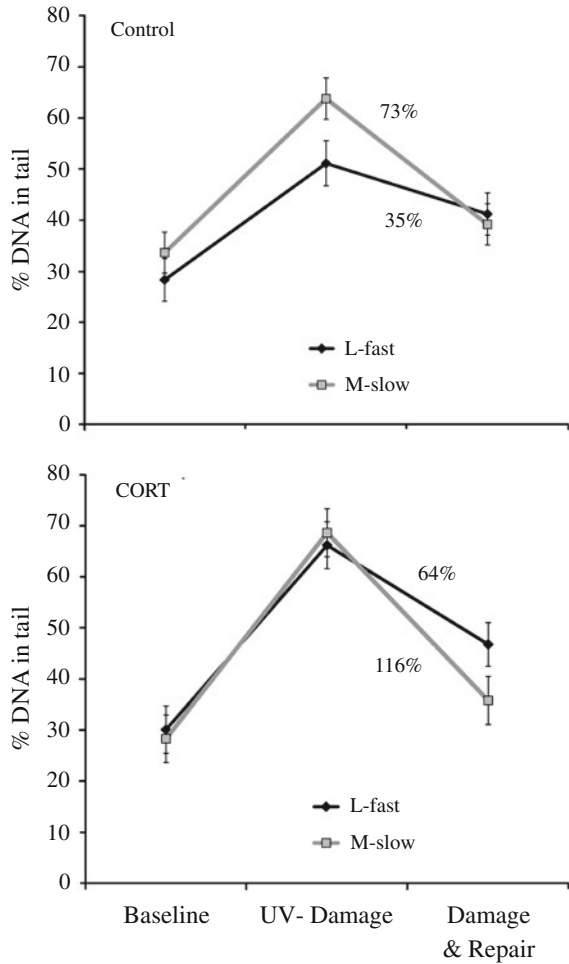 Control
80
70
60
50
40
30
20
10
0
% DNA in tail
73%
35%
L-fast
M-slow
CORT
80
70
60
50
40
30
20
10
0
% DNA in tail
64%
116%
L-fast
M-slow
Baseline
UV- Damage
Damage
& Repair